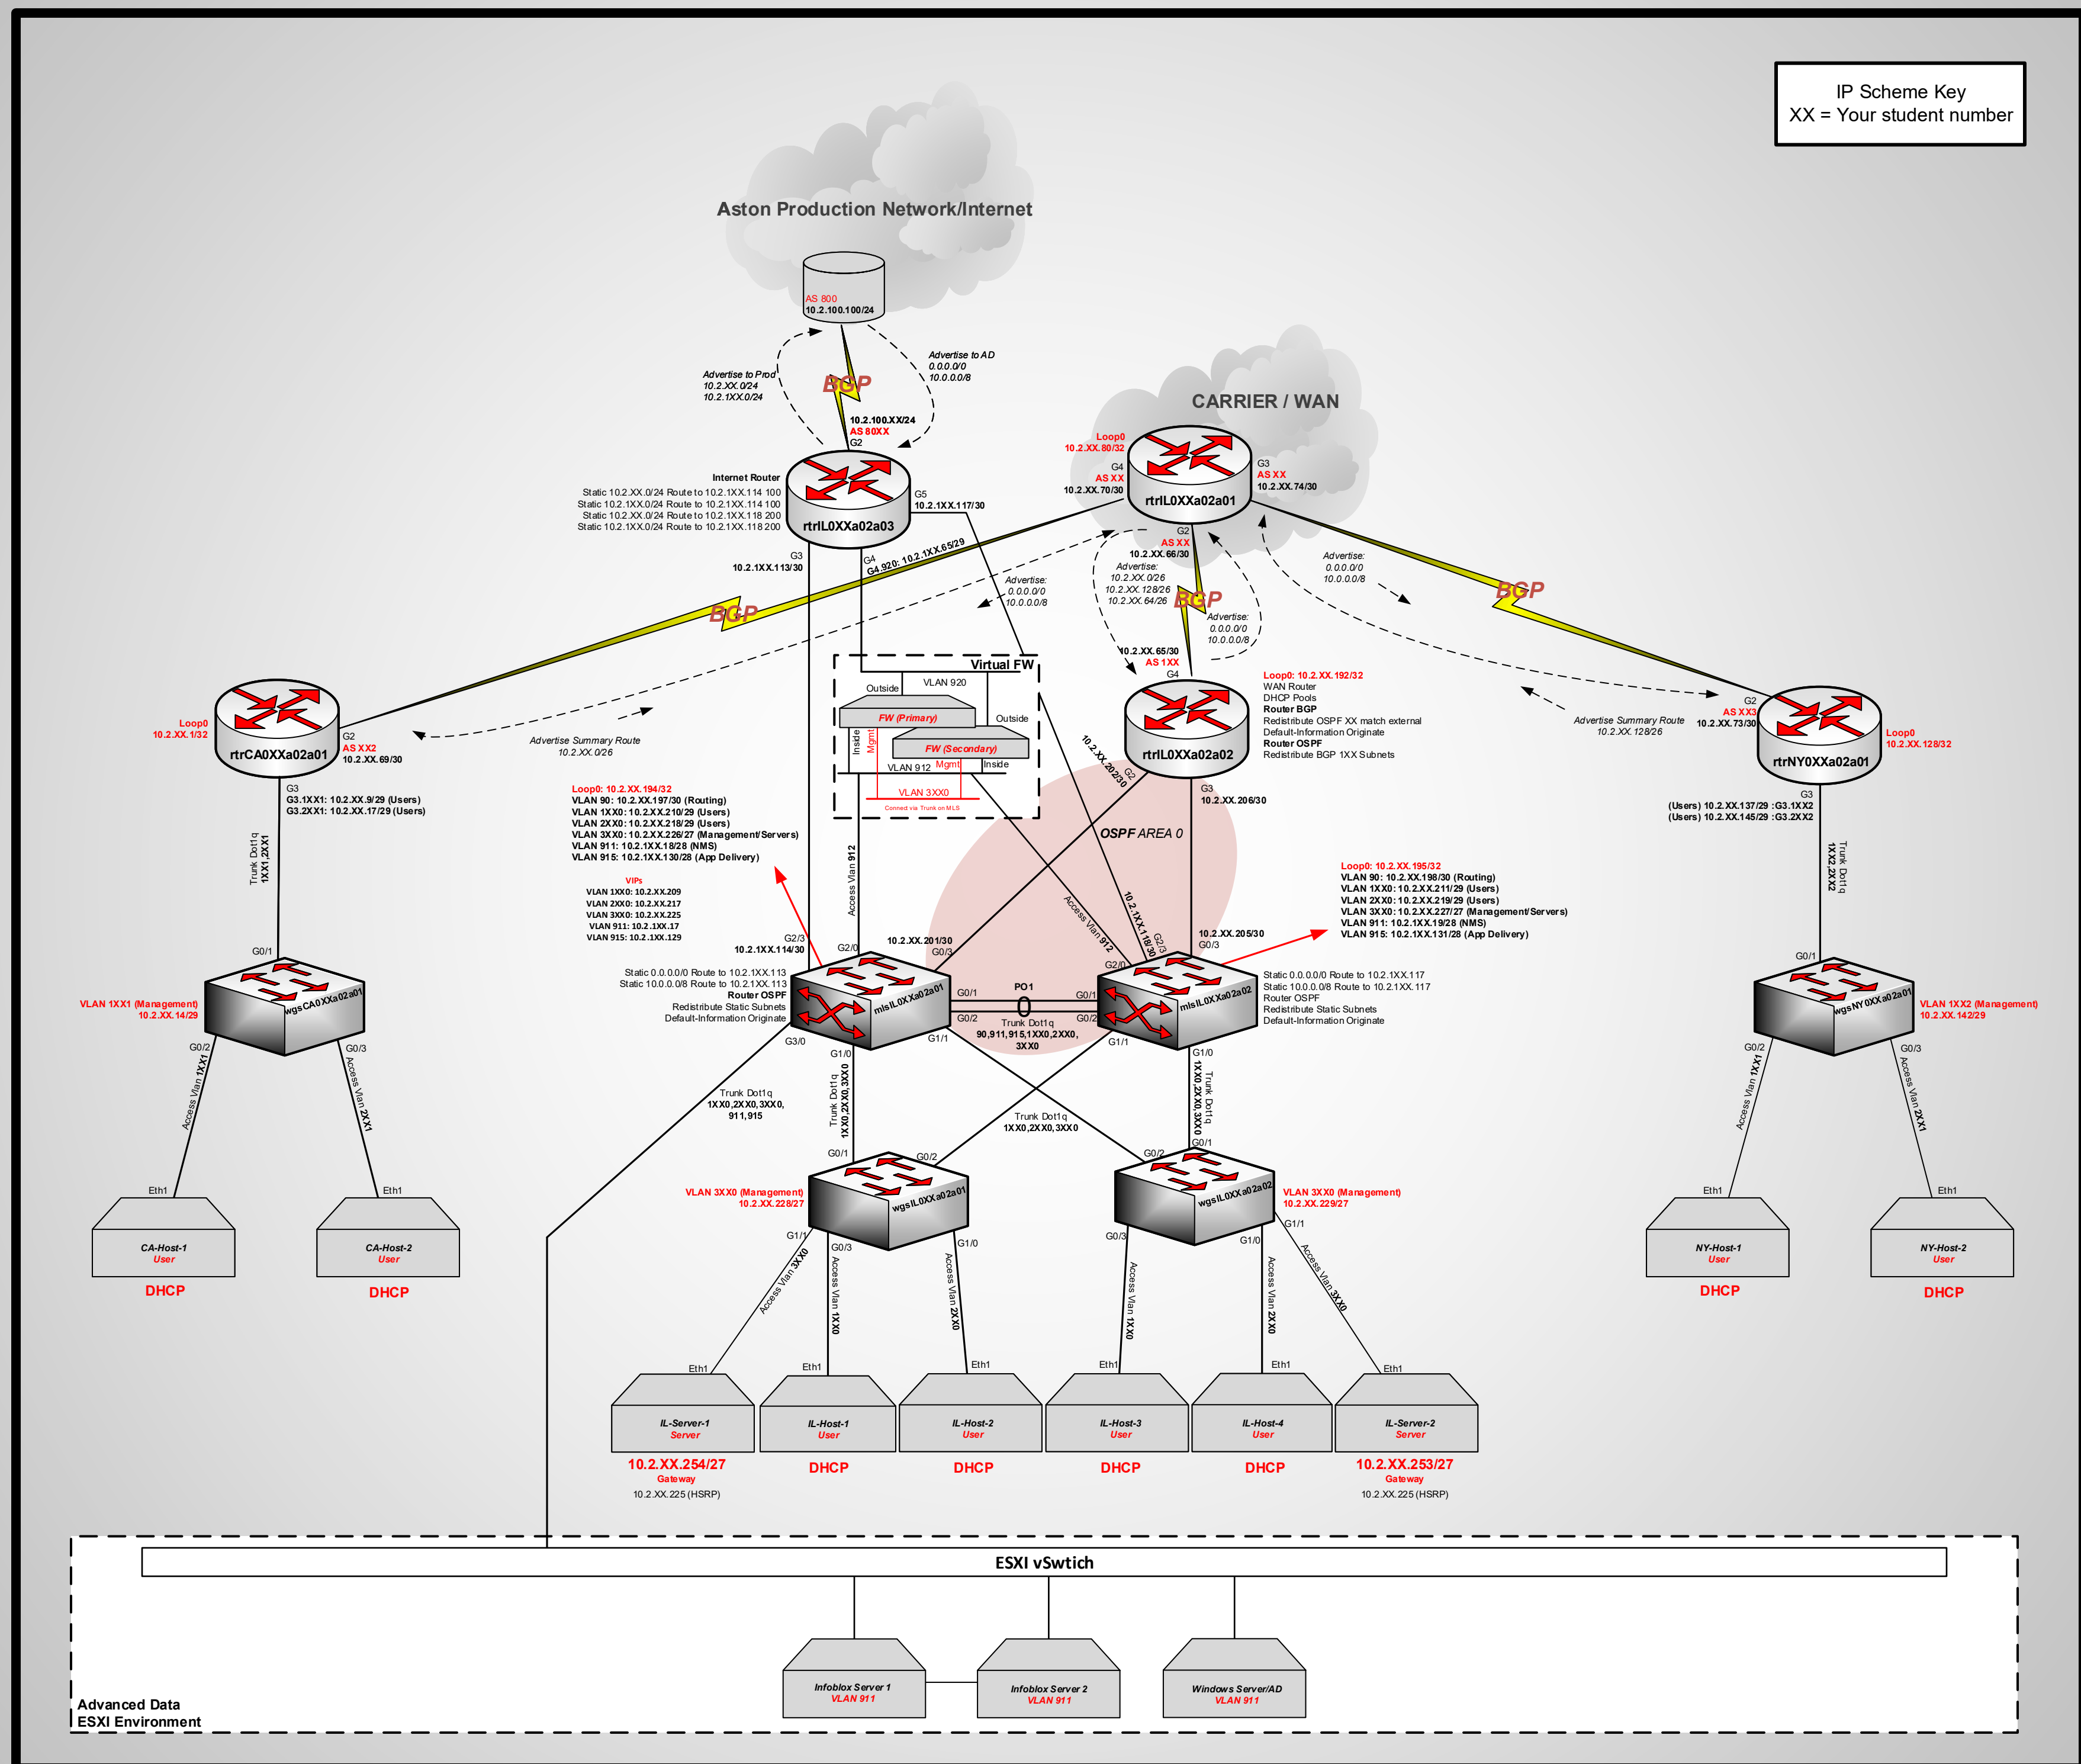 IP Scheme Key
XX = Your student number
Aston Production Network/Internet
AS 800
10.2.100.100/24
Advertise to Prod
10.2.XX.0/24
10.2.1XX.0/24
Advertise to AD
0.0.0.0/0
10.0.0.0/8
BGP
10.2.100.XX/24
AS 80XX
G2
Internet Router
Static 10.2.XX.0/24 Route to 10.2.1XX.114 100
Static 10.2.1XX.0/24 Route to 10.2.1XX.114 100
Static 10.2.XX.0/24 Route to 10.2.1XX.118 200
Static 10.2.1XX.0/24 Route to 10.2.1XX.118 200
rtrIL0XXa02a03
G5
10.2.1XX.117/30
G3
10.2.1XX.113/30
G4
G4.920: 10.2.1XX.65/29
CARRIER / WAN
Loop0
10.2.XX.80/32
G4
AS XX
10.2.XX.70/30
G3
AS XX
10.2.XX.74/30
rtrIL0XXa02a01
G2
AS XX
10.2.XX.66/30
Advertise:
10.2.XX.0/26
10.2.XX.128/26
10.2.XX.64/26
BGP
Advertise:
0.0.0.0/0
10.0.0.0/8
Advertise:
0.0.0.0/0
10.0.0.0/8
Advertise:
0.0.0.0/0
10.0.0.0/8
BGP
BGP
10.2.XX.65/30
AS 1XX
G4
rtrIL0XXa02a02
Loop0: 10.2.XX.192/32
WAN Router
DHCP Pools
Router BGP
Redistribute OSPF XX match external
Default-Information Originate
Router OSPF
Redistribute BGP 1XX Subnets
G2
10.2.XX.202/30
G3
10.2.XX.206/30
Virtual FW
VLAN 920
Outside
FW (Primary)
Outside
FW (Secondary)
Inside
Mgmt
VLAN 912
Mgmt
Inside
VLAN 3XX0
Connect via Trunk on MLS
Loop0
10.2.XX.1/32
rtrCA0XXa02a01
G2
AS XX2
10.2.XX.69/30
Advertise Summary Route
10.2.XX.0/26
G3
G3.1XX1: 10.2.XX.9/29 (Users)
G3.2XX1: 10.2.XX.17/29 (Users)
Trunk Dot1q
1XX1,2XX1
G0/1
wgsCA0XXa02a01
VLAN 1XX1 (Management)
10.2.XX.14/29
G0/2
G0/3
Access Vlan 1XX1
Access Vlan 2XX1
Eth1
Eth1
CA-Host-1
User
DHCP
CA-Host-2
User
DHCP
Advertise Summary Route
10.2.XX.128/26
G2
AS XX3
10.2.XX.73/30
rtrNY0XXa02a01
Loop0
10.2.XX.128/32
G3
(Users) 10.2.XX.137/29 :G3.1XX2
(Users) 10.2.XX.145/29 :G3.2XX2
Trunk Dot1q
1XX2,2XX2
G0/1
wgsNY0XXa02a01
VLAN 1XX2 (Management)
10.2.XX.142/29
G0/2
G0/3
Access Vlan 1XX1
Access Vlan 2XX1
Eth1
Eth1
NY-Host-1
User
DHCP
NY-Host-2
User
DHCP
Loop0: 10.2.XX.194/32
VLAN 90: 10.2.XX.197/30 (Routing)
VLAN 1XX0: 10.2.XX.210/29 (Users)
VLAN 2XX0: 10.2.XX.218/29 (Users)
VLAN 3XX0: 10.2.XX.226/27 (Management/Servers)
VLAN 911: 10.2.1XX.18/28 (NMS)
VLAN 915: 10.2.1XX.130/28 (App Delivery)
VIPs
VLAN 1XX0: 10.2.XX.209
VLAN 2XX0: 10.2.XX.217
VLAN 3XX0: 10.2.XX.225
VLAN 911: 10.2.1XX.17
VLAN 915: 10.2.1XX.129
Access Vlan 912
OSPF AREA 0
Access Vlan 912
10.2.1XX.118/30
G2/3
Loop0: 10.2.XX.195/32
VLAN 90: 10.2.XX.198/30 (Routing)
VLAN 1XX0: 10.2.XX.211/29 (Users)
VLAN 2XX0: 10.2.XX.219/29 (Users)
VLAN 3XX0: 10.2.XX.227/27 (Management/Servers)
VLAN 911: 10.2.1XX.19/28 (NMS)
VLAN 915: 10.2.1XX.131/28 (App Delivery)
G2/3
10.2.1XX.114/30
G2/0
10.2.XX.201/30
G0/3
10.2.XX.205/30
G0/3
G2/0
Static 0.0.0.0/0 Route to 10.2.1XX.113
Static 10.0.0.0/8 Route to 10.2.1XX.113
Router OSPF
Redistribute Static Subnets
Default-Information Originate
mlsIL0XXa02a01
G0/1
G0/2
PO1
G0/1
G0/2
Trunk Dot1q
90,911,915,1XX0,2XX0,
3XX0
mlsIL0XXa02a02
Static 0.0.0.0/0 Route to 10.2.1XX.117
Static 10.0.0.0/8 Route to 10.2.1XX.117
Router OSPF
Redistribute Static Subnets
Default-Information Originate
G3/0
G1/0
G1/1
G1/1
G1/0
Trunk Dot1q
1XX0,2XX0,3XX0,
911,915
Trunk Dot1q
1XX0,2XX0,3XX0
Trunk Dot1q
1XX0,2XX0,3XX0
Trunk Dot1q
1XX0,2XX0,3XX0
G0/1
G0/2
G0/2
G0/1
VLAN 3XX0 (Management)
10.2.XX.228/27
wgsIL0XXa02a01
wgsIL0XXa02a02
VLAN 3XX0 (Management)
10.2.XX.229/27
G1/1
G0/3
G1/0
G0/3
G1/0
G1/1
Access Vlan 3XX0
Access Vlan 1XX0
Access Vlan 2XX0
Access Vlan 1XX0
Access Vlan 2XX0
Access Vlan 3XX0
Eth1
Eth1
Eth1
Eth1
Eth1
Eth1
IL-Server-1
Server
10.2.XX.254/27
Gateway
10.2.XX.225 (HSRP)
IL-Host-1
User
DHCP
IL-Host-2
User
DHCP
IL-Host-3
User
DHCP
IL-Host-4
User
DHCP
IL-Server-2
Server
10.2.XX.253/27
Gateway
10.2.XX.225 (HSRP)
ESXI vSwtich
Infoblox Server 1
VLAN 911
Infoblox Server 2
VLAN 911
Windows Server/AD
VLAN 911
Advanced Data
ESXI Environment